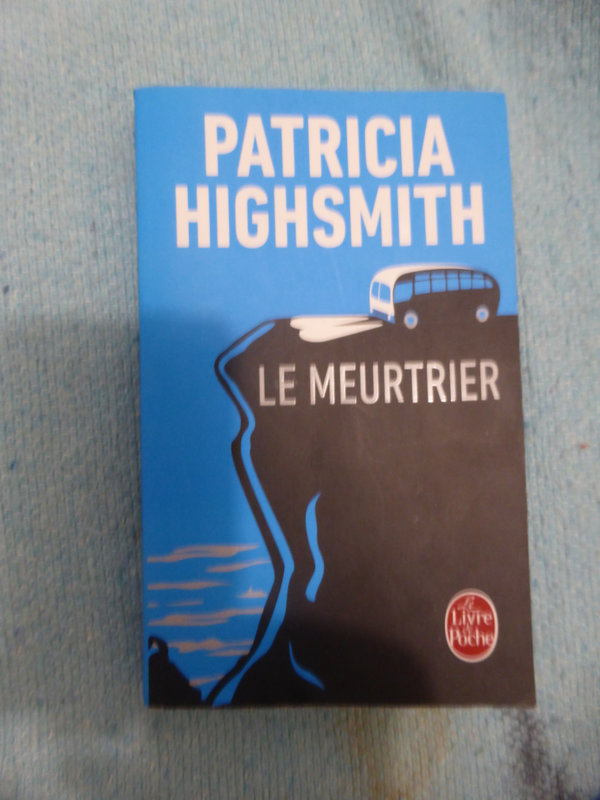 PATRICIA
HIGHSMITH
LE MEURTRIER
Le
Livre
de
Poche